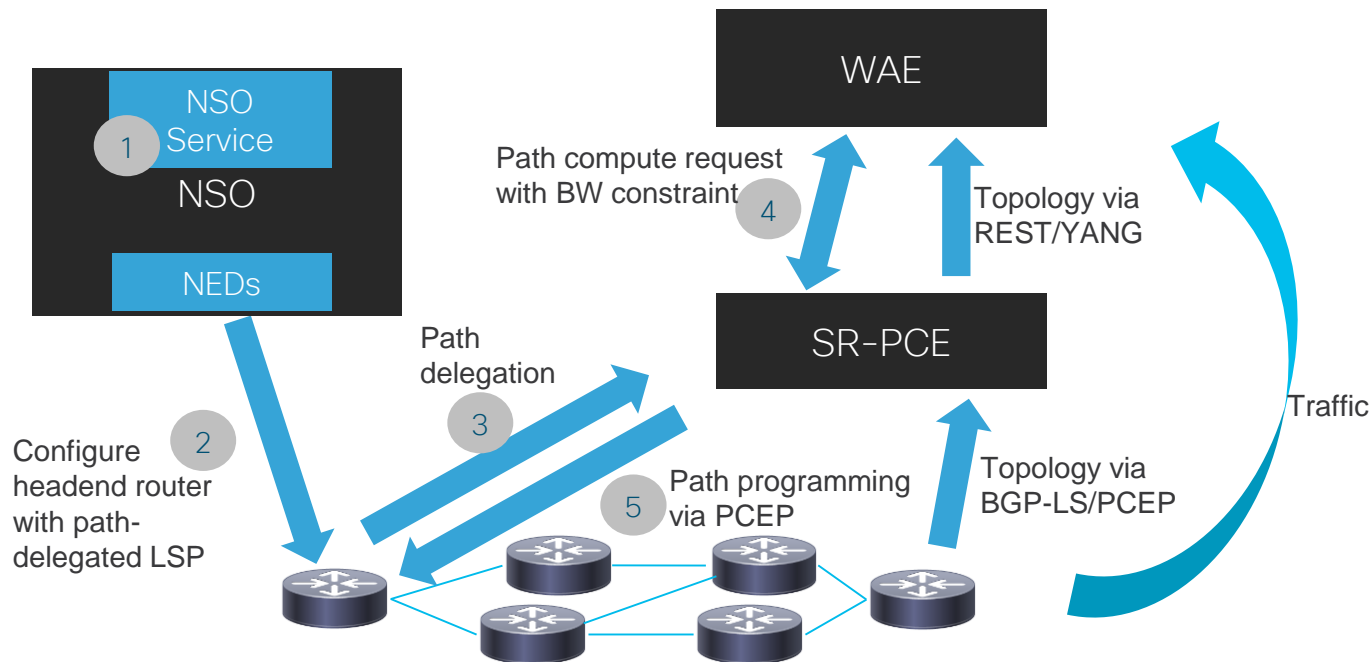 NSO
Service
1
NSO
NEDs
WAE
Path compute request
with BW constraint
4
Topology via
REST/YANG
SR-PCE
Path
delegation
3
Traffic
2
Configure
headend router
with path-
delegated LSP
5
Path programming
via PCEP
Topology via
BGP-LS/PCEP